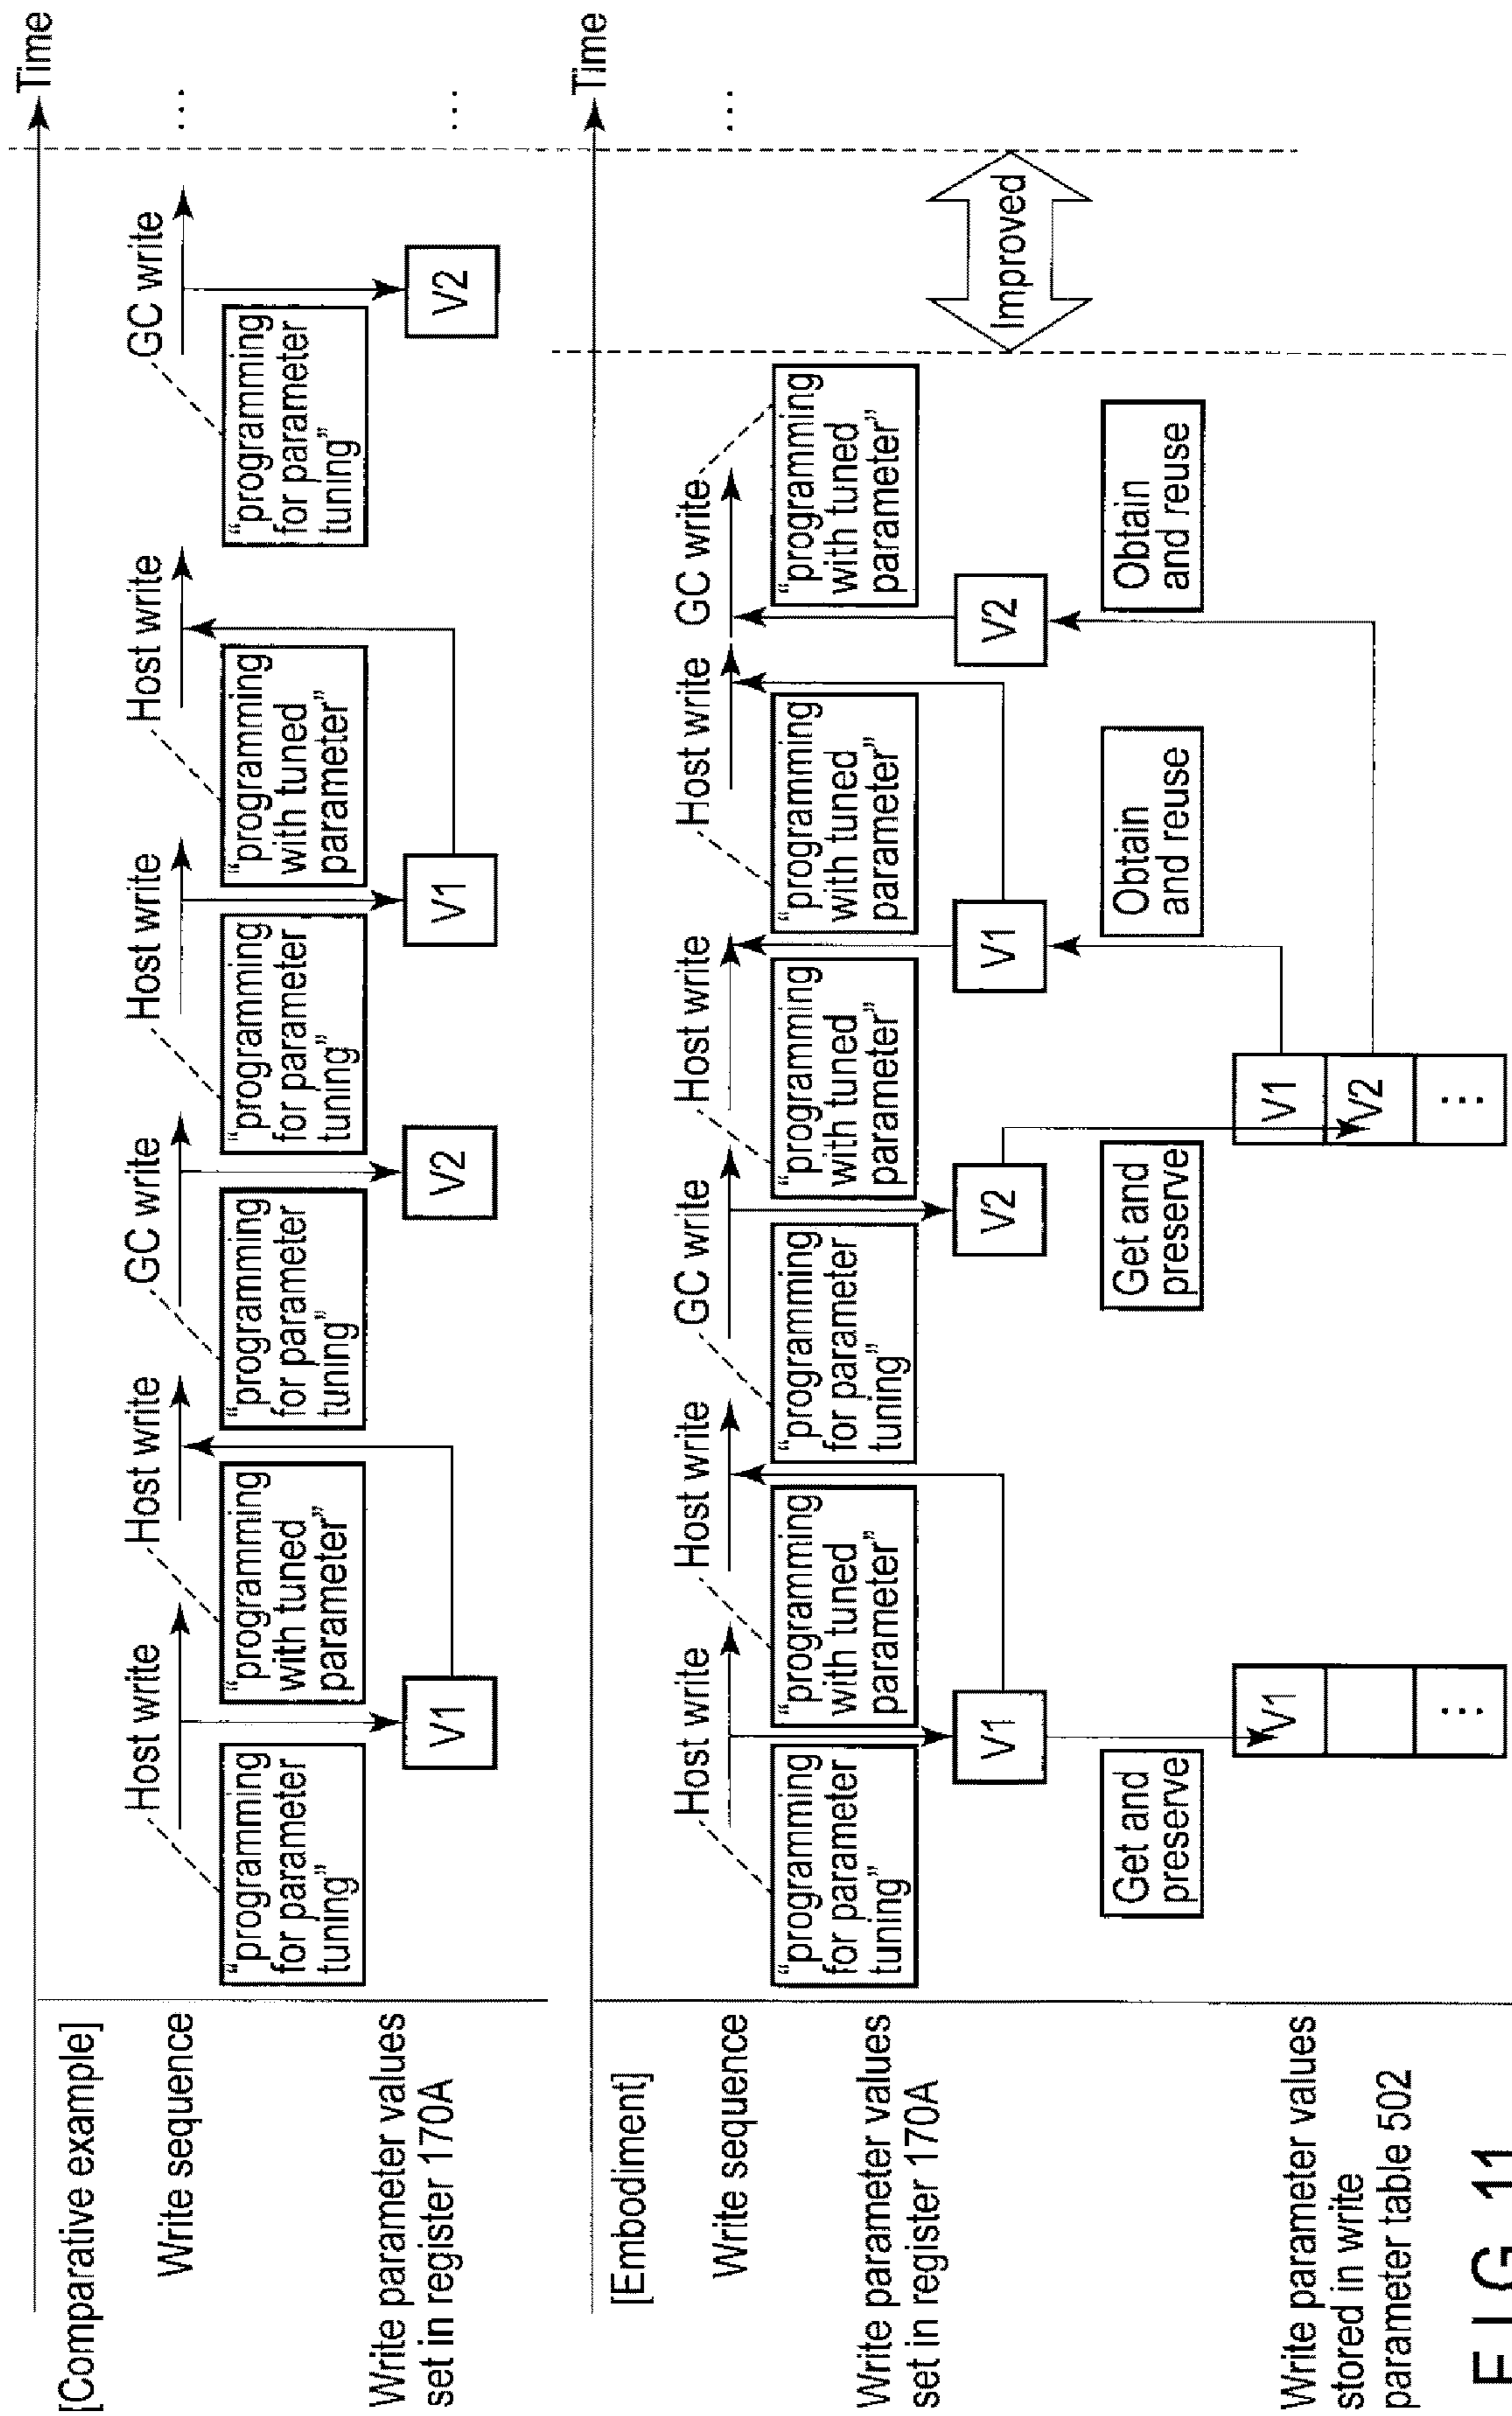 [Comparative example]
Time
Write sequence
Host write
Host write
GC write
Host write
Host write
GC write
...
“programming
for parameter
tuning”
“programming
with tuned
parameter”
“programming
for parameter
tuning”
“programming
for parameter
tuning”
“programming
with tuned
parameter”
“programming
for parameter
tuning”
Write parameter values
set in register 170A
V1
V2
V1
V2
...
[Embodiment]
Time
Write sequence
Host write
Host write
GC write
Host write
Host write
GC write
...
“programming
for parameter
tuning”
“programming
with tuned
parameter”
“programming
for parameter
tuning”
“programming
with tuned
parameter”
“programming
with tuned
parameter”
“programming
with tuned
parameter”
Improved
Write parameter values
set in register 170A
V1
V2
V1
V2
Get and
preserve
Get and
preserve
Obtain
and reuse
Obtain
and reuse
Write parameter values
stored in write
parameter table 502
V1
...
V1
V2
...
FIG. 11